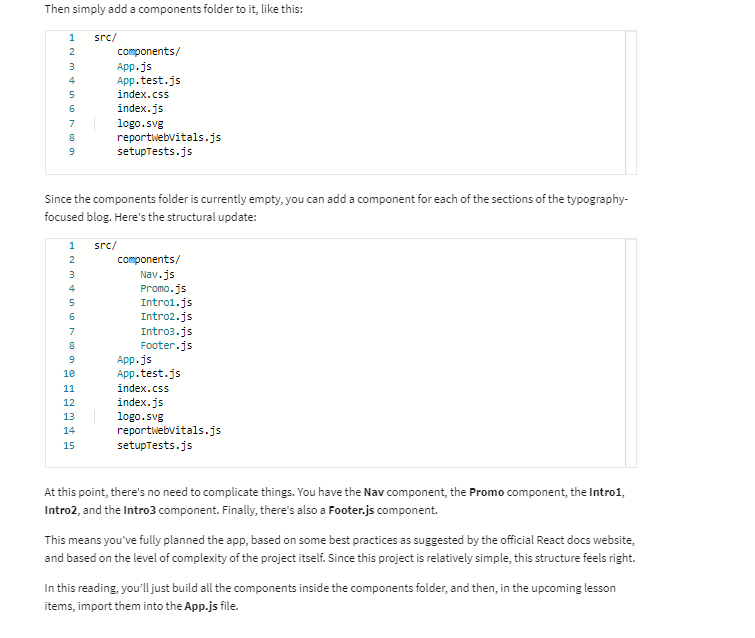 Then simply add a components folder to it, like this:
1 src/
2 components/
3 App.js
4 App.test.js
5 index.css
6 index.js
7 logo.svg
8 reportWebVitals.js
9 setupTests.js
Since the components folder is currently empty, you can add a component for each of the sections of the typography-
focused blog. Here's the structural update:
1 src/
2 components/
3 Nav.js
4 Promo.js
5 Intro1.js
6 Intro2.js
7 Intro3.js
8 Footer.js
9 App.js
10 App.test.js
11 index.css
12 index.js
13 logo.svg
14 reportWebVitals.js
15 setupTests.js
At this point, there's no need to complicate things. You have the Nav component, the Promo component, the Intro1,
Intro2, and the Intro3 component. Finally, there's also a Footer.js component.
This means you've fully planned the app, based on some best practices as suggested by the official React docs website,
and based on the level of complexity of the project itself. Since this project is relatively simple, this structure feels right.
In this reading, you'll just build all the components inside the components folder, and then, in the upcoming lesson
items, import them into the App.js file.